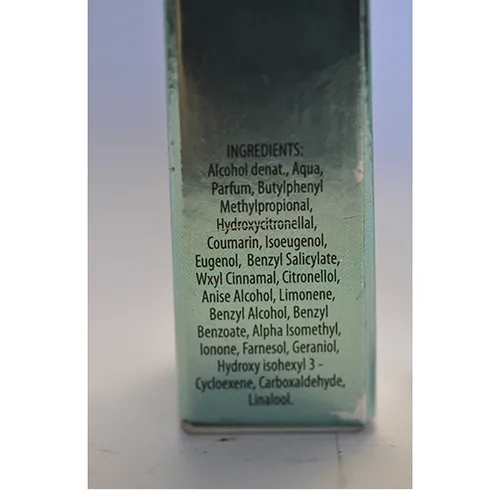 INGREDIENTS:
Alcohol denat., Aqua,
Parfum, Butylphenyl
Methylpropional,
Hydroxycitronellal,
Coumarin, Isoeugenol,
Eugenol, Benzyl Salicylate,
Wxyl Cinnamal, Citronellol,
Anise Alcohol, Limonene,
Benzyl Alcohol, Benzyl
Benzoate, Alpha Isomethyl,
Ionone, Farnesol, Geraniol,
Hydroxy isohexyl 3 -
Cycloexene, Carboxaldehyde,
Linalool.